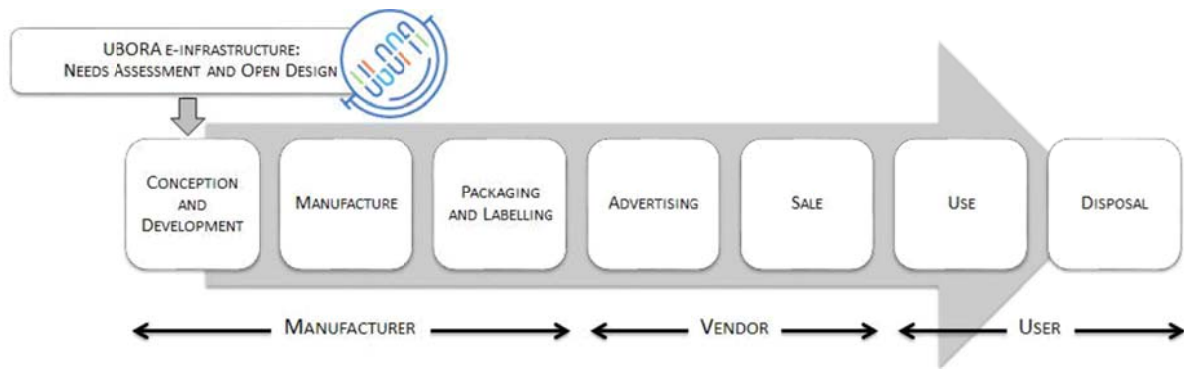 UBORA E-INFRASTRUCTURE:
NEEDS ASSESSMENT AND OPEN DESIGN
UBORA
CONCEPTION
AND
DEVELOPMENT
MANUFACTURE
PACKAGING
AND LABELLING
ADVERTISING
SALE
USE
DISPOSAL
MANUFACTURER
VENDOR
USER